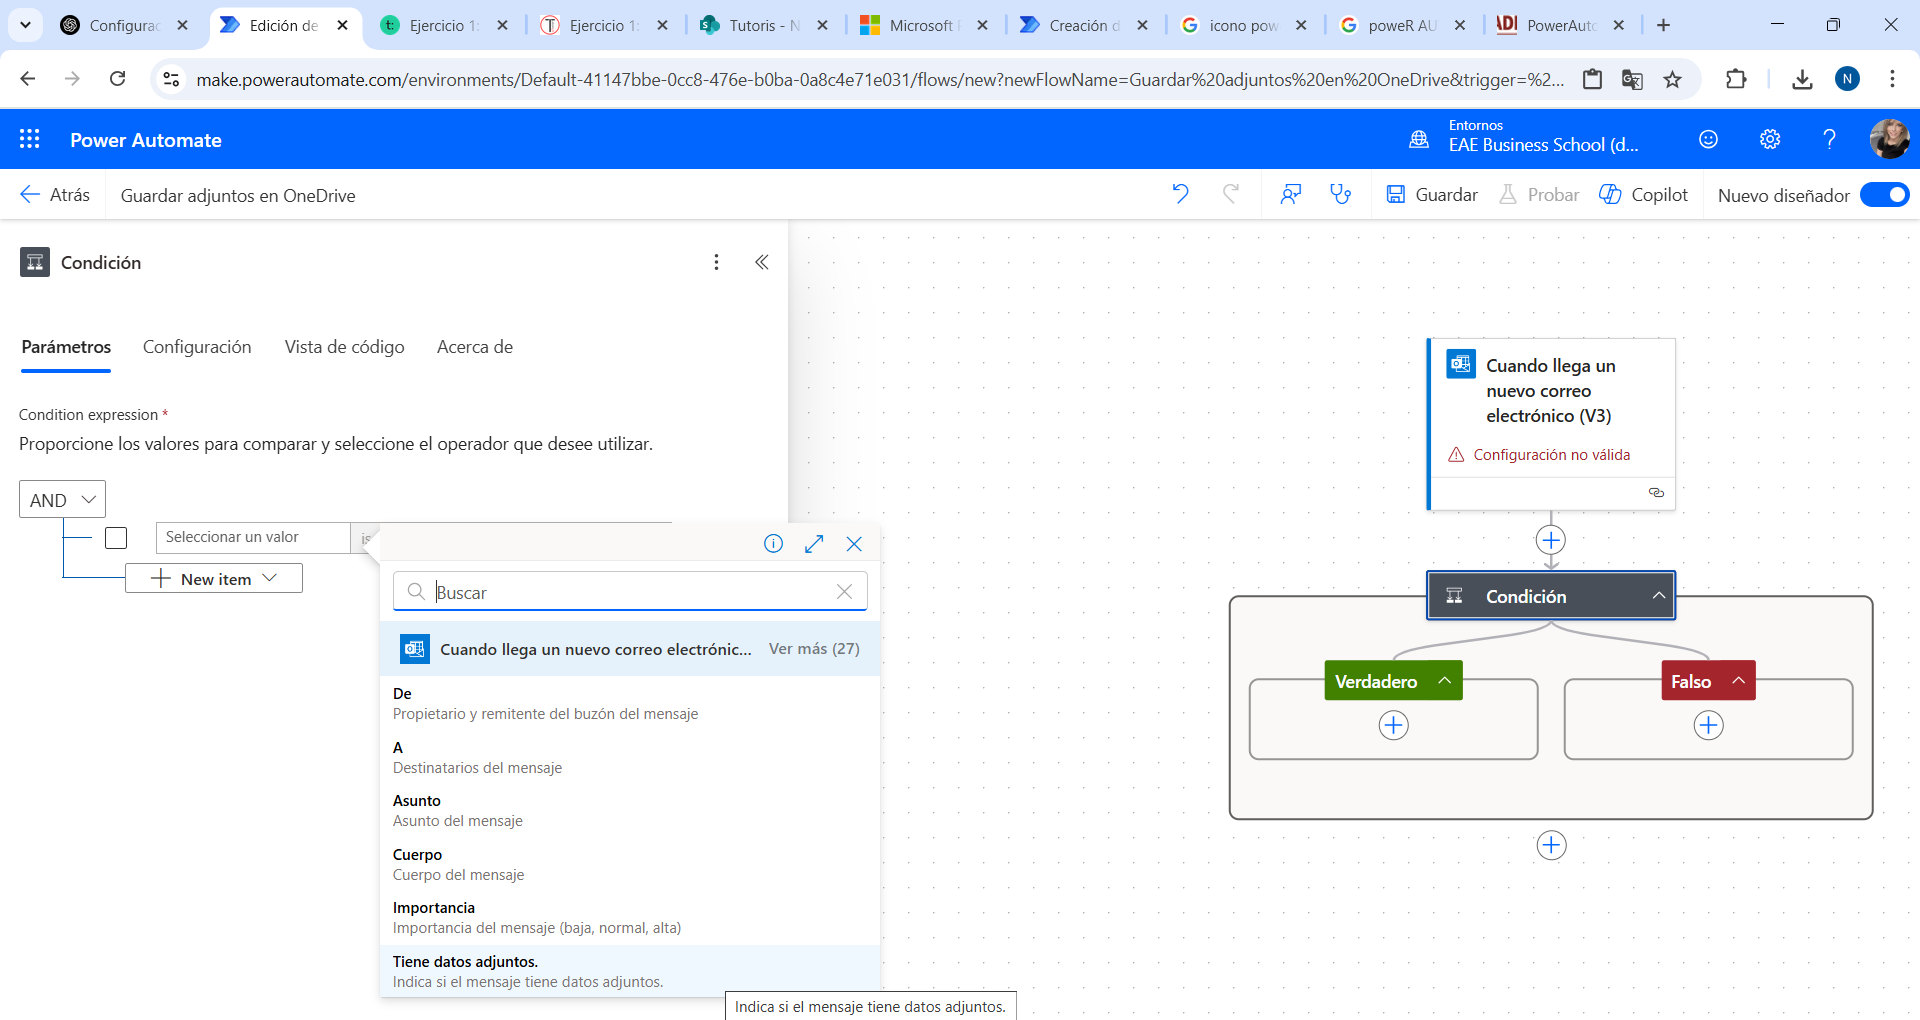 Configurac
Edición de
Ejercicio 1:
Ejercicio 1:
Tutoris - N
Microsoft P
Creación d
icono pow
poweR AU
ADI
PowerAuto
make.powerautomate.com/environments/Default-41147bbe-0cc8-476e-b0ba-0a8c4e71e031/flows/new?newFlowName=Guardar%20adjuntos%20en%20OneDrive&trigger=%2...
N
Power Automate
Entornos
EAE Business School (d...
Atrás
Guardar adjuntos en OneDrive
Guardar
Probar
Copilot
Nuevo diseñador
Condición
Parámetros
Configuración
Vista de código
Acerca de
Condition expression *
Proporcione los valores para comparar y seleccione el operador que desee utilizar.
AND
Seleccionar un valor
is
New item
Buscar
Cuando llega un nuevo correo electrónic...
Ver más (27)
De
Propietario y remitente del buzón del mensaje
A
Destinatarios del mensaje
Asunto
Asunto del mensaje
Cuerpo
Cuerpo del mensaje
Importancia
Importancia del mensaje (baja, normal, alta)
Tiene datos adjuntos.
Indica si el mensaje tiene datos adjuntos.
Indica si el mensaje tiene datos adjuntos.
Cuando llega un
nuevo correo
electrónico (V3)
Configuración no válida
Condición
Verdadero
Falso